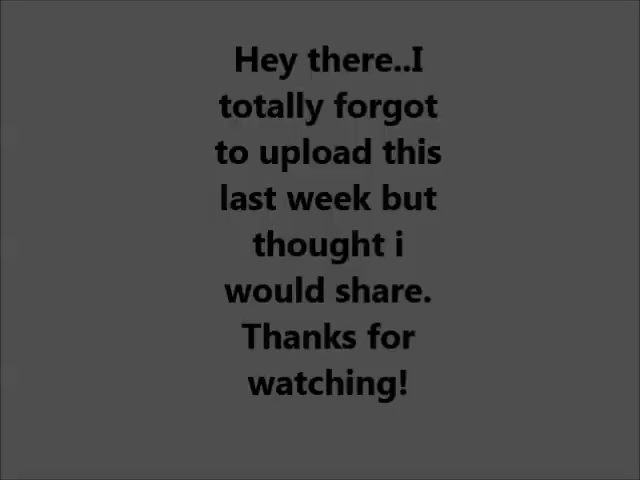 Hey there..I
totally forgot
to upload this
last week but
thought i
would share.
Thanks for
watching!